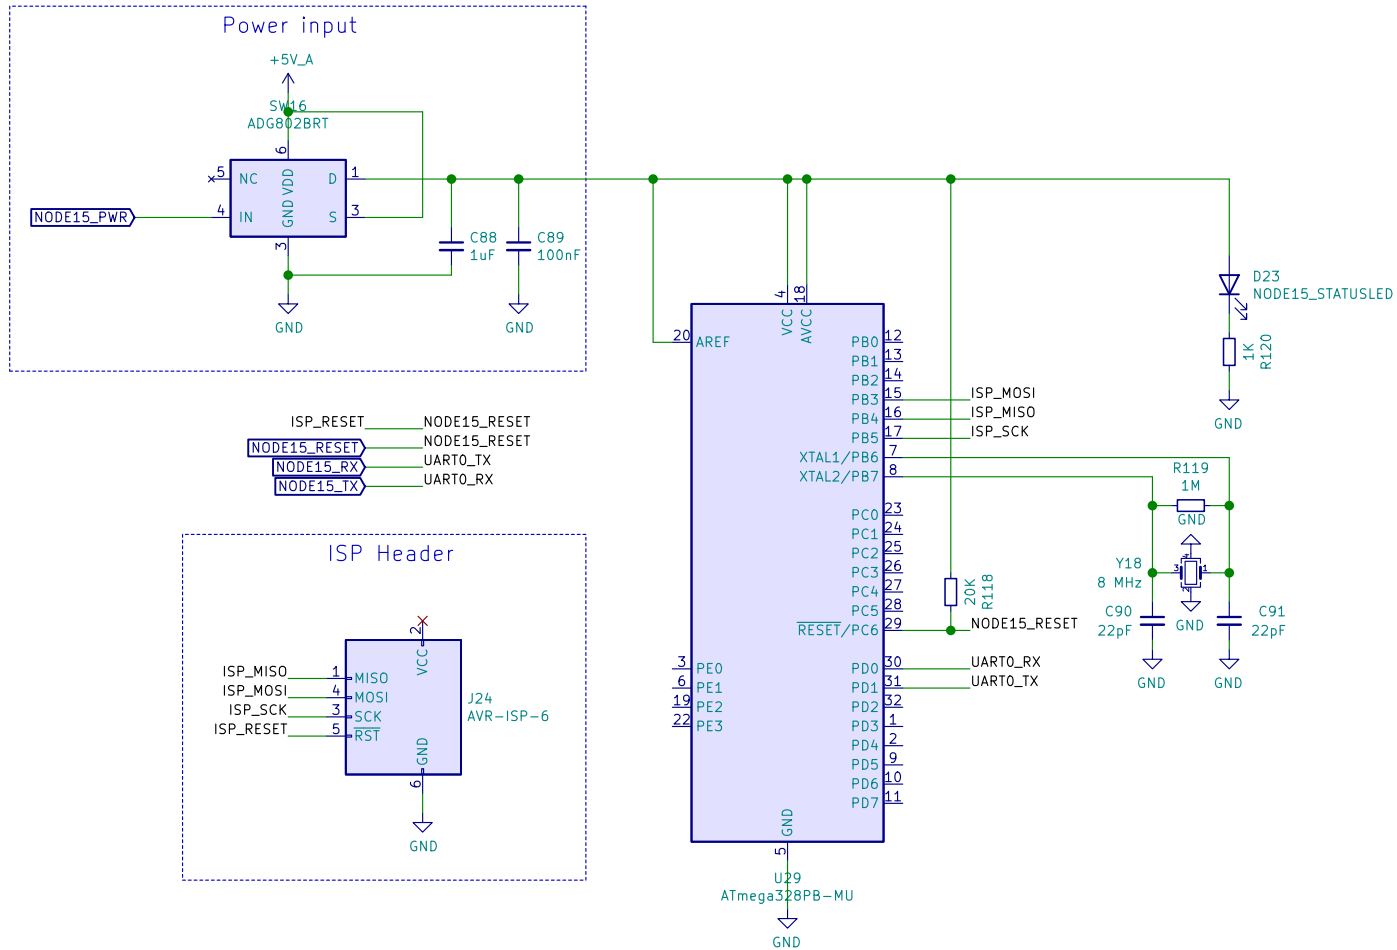 Power input
+5V_A
SW16
ADG802BRT
6
5
NC
VDD
D
1
NODE15_PWR
4
IN
GND
S
3
3
GND
C88
1uF
C89
100nF
GND
D23
NODE15_STATUSLED
1K
R120
GND
ISP_RESET
NODE15_RESET
NODE15_RESET
NODE15_RESET
NODE15_RX
UART0_TX
NODE15_TX
UART0_RX
ISP Header
2
VCC
ISP_MISO
1
MISO
ISP_MOSI
4
MOSI
ISP_SCK
3
SCK
ISP_RESET
5
RST
GND
6
GND
J24
AVR-ISP-6
4
18
VCC
AVCC
20
AREF
PB0
12
PB1
13
PB2
14
PB3
15
ISP_MOSI
PB4
16
ISP_MISO
PB5
17
ISP_SCK
XTAL1/PB6
7
XTAL2/PB7
8
PC0
23
PC1
24
PC2
25
PC3
26
PC4
27
PC5
28
RESET/PC6
29
NODE15_RESET
20K
R118
3
PE0
6
PE1
19
PE2
22
PE3
PD0
30
UART0_RX
PD1
31
UART0_TX
PD2
32
PD3
1
PD4
2
PD5
9
PD6
10
PD7
11
GND
5
U29
ATmega328PB-MU
GND
R119
1M
GND
Y18
8 MHz
4
3
1
2
GND
C90
22pF
GND
C91
22pF
GND